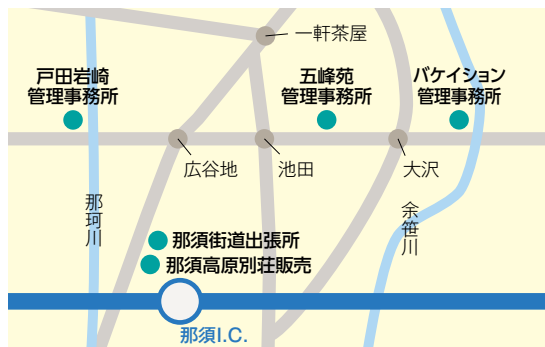 一軒茶屋
戸田岩崎
管理事務所
五峰苑
管理事務所
バケイション
管理事務所
広谷地
池田
大沢
那珂川
余笹川
那須街道出張所
那須高原別荘販売
那須I.C.